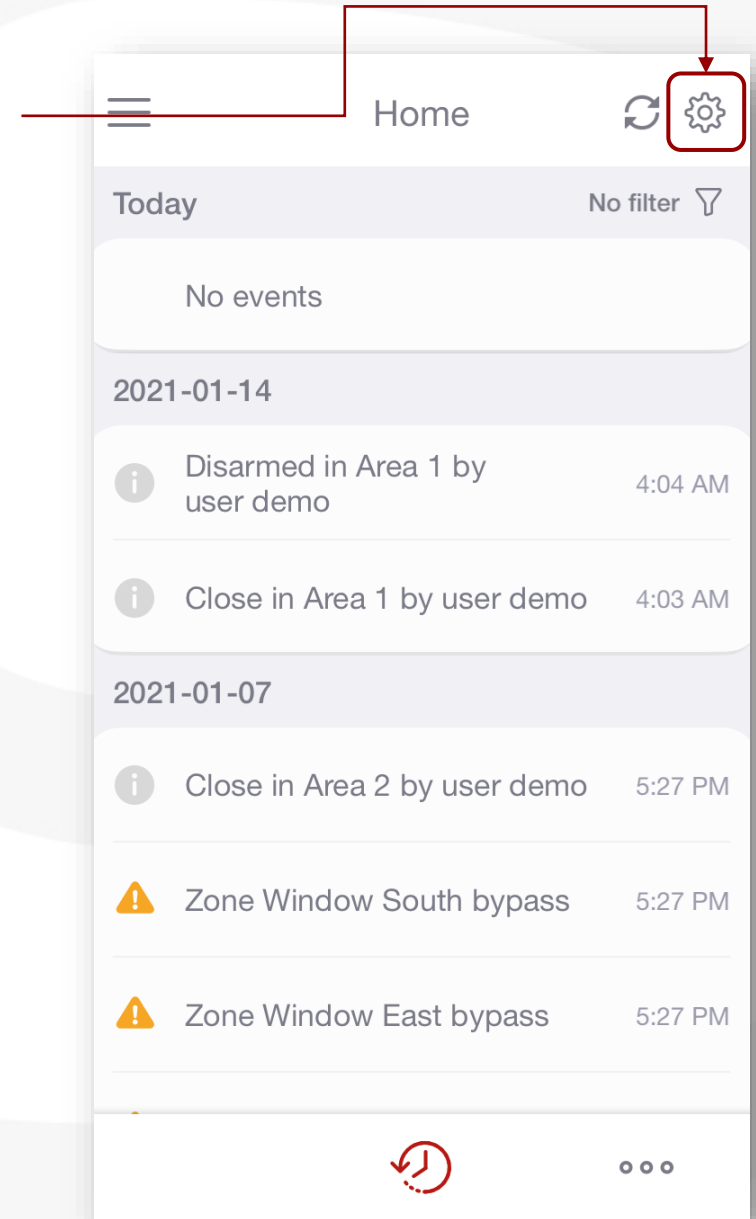 Home
Today
No filter
No events
2021-01-14
Disarmed in Area 1 by
user demo
4:04 AM
Close in Area 1 by user demo
4:03 AM
2021-01-07
Close in Area 2 by user demo
5:27 PM
Zone Window South bypass
5:27 PM
Zone Window East bypass
5:27 PM